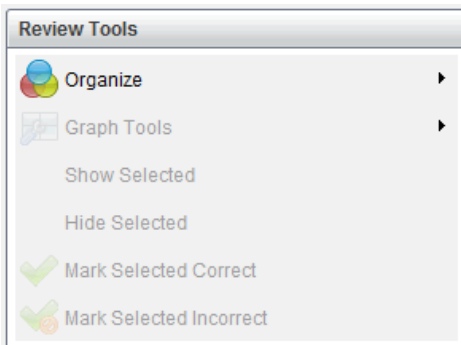 Review Tools
Organize
Graph Tools
Show Selected
Hide Selected
Mark Selected Correct
Mark Selected Incorrect